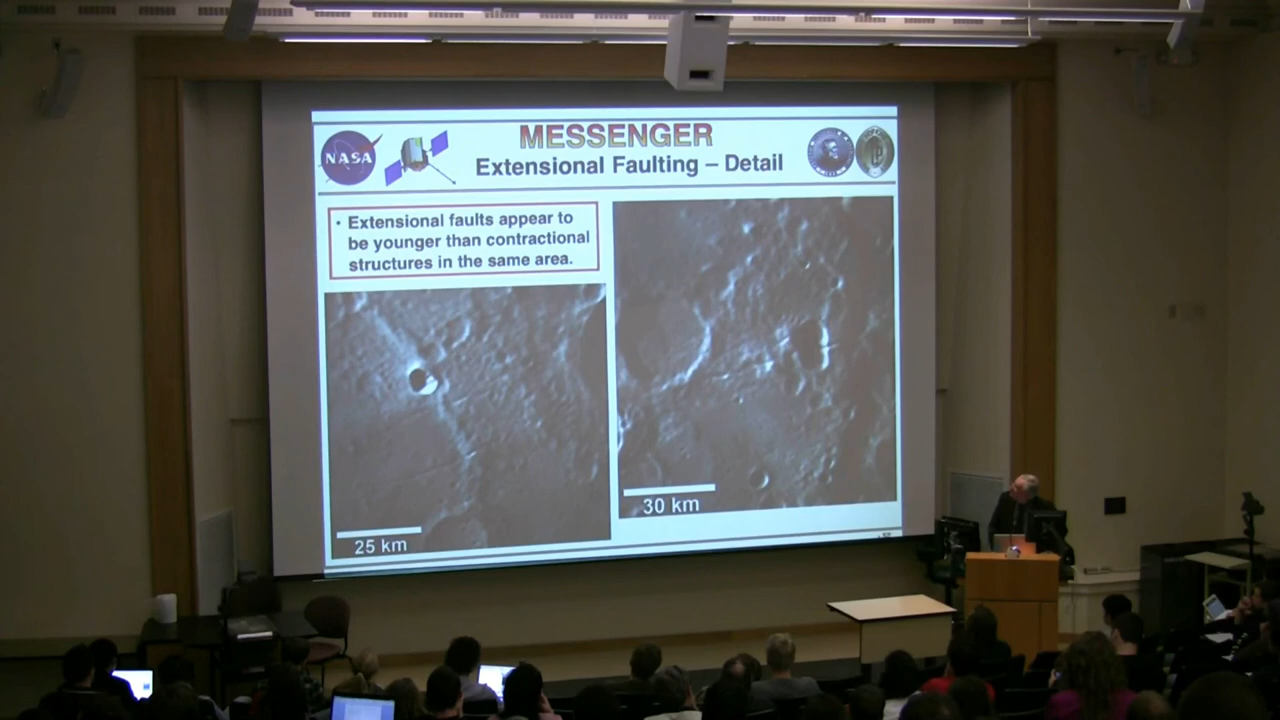 MESSENGER
NASA
Extensional Faulting – Detail
• Extensional faults appear to
be younger than contractional
structures in the same area.
25 km
30 km